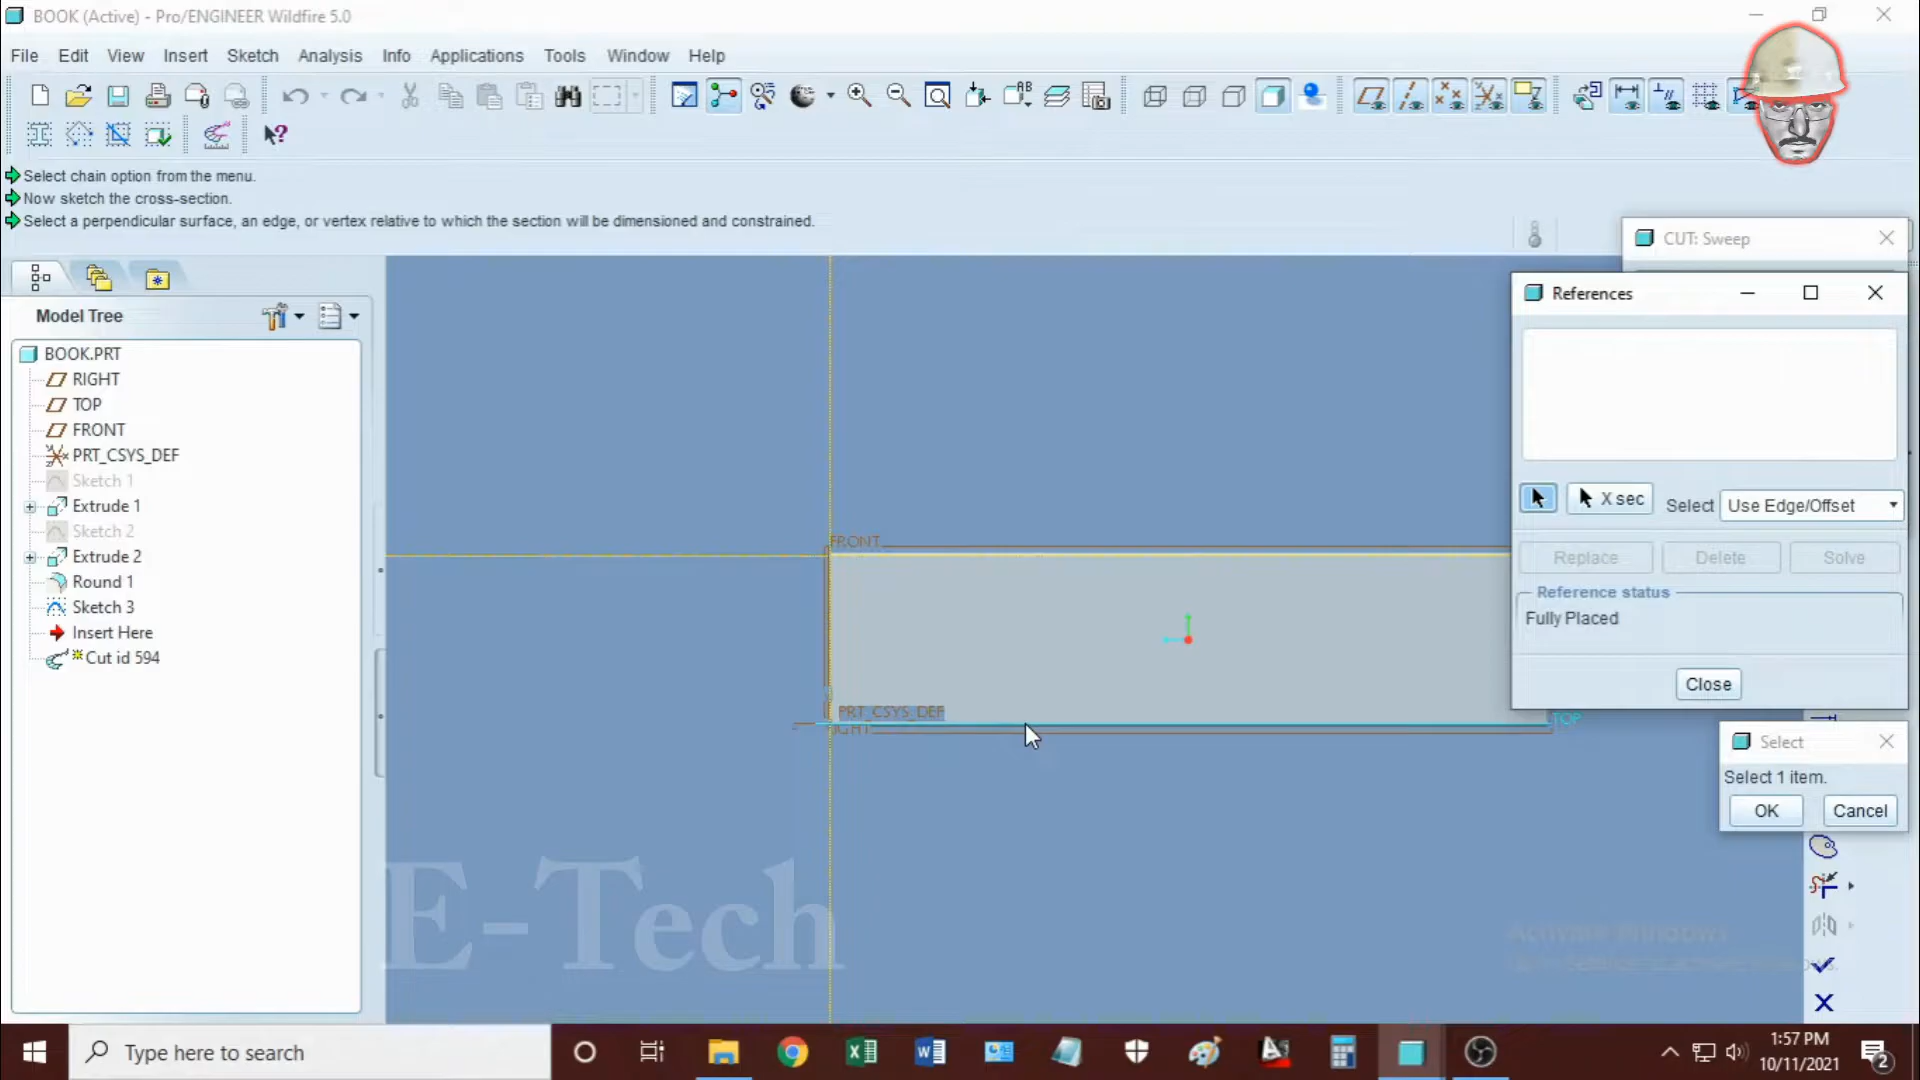 BOOK (Active) - Pro/ENGINEER Wildfire 5.0
File Edit View Insert Sketch Analysis Info Applications Tools Window Help
Select chain option from the menu.
Now sketch the cross-section.
Select a perpendicular surface, an edge, or vertex relative to which the section will be dimensioned and constrained.
CUT: Sweep
References
Model Tree
BOOK.PRT
RIGHT
TOP
FRONT
PRT_CSYS_DEF
Sketch 1
Extrude 1
Sketch 2
Extrude 2
Round 1
Sketch 3
Insert Here
Cut id 594
X sec
Select Use Edge/Offset
Replace Delete Solve
Reference status
Fully Placed
Close
FRONT
PRT_CSYS_DEF
TOP
Select
Select 1 item.
OK Cancel
E-Tech
Activate Windows
Type here to search
1:57 PM
10/11/2021
2